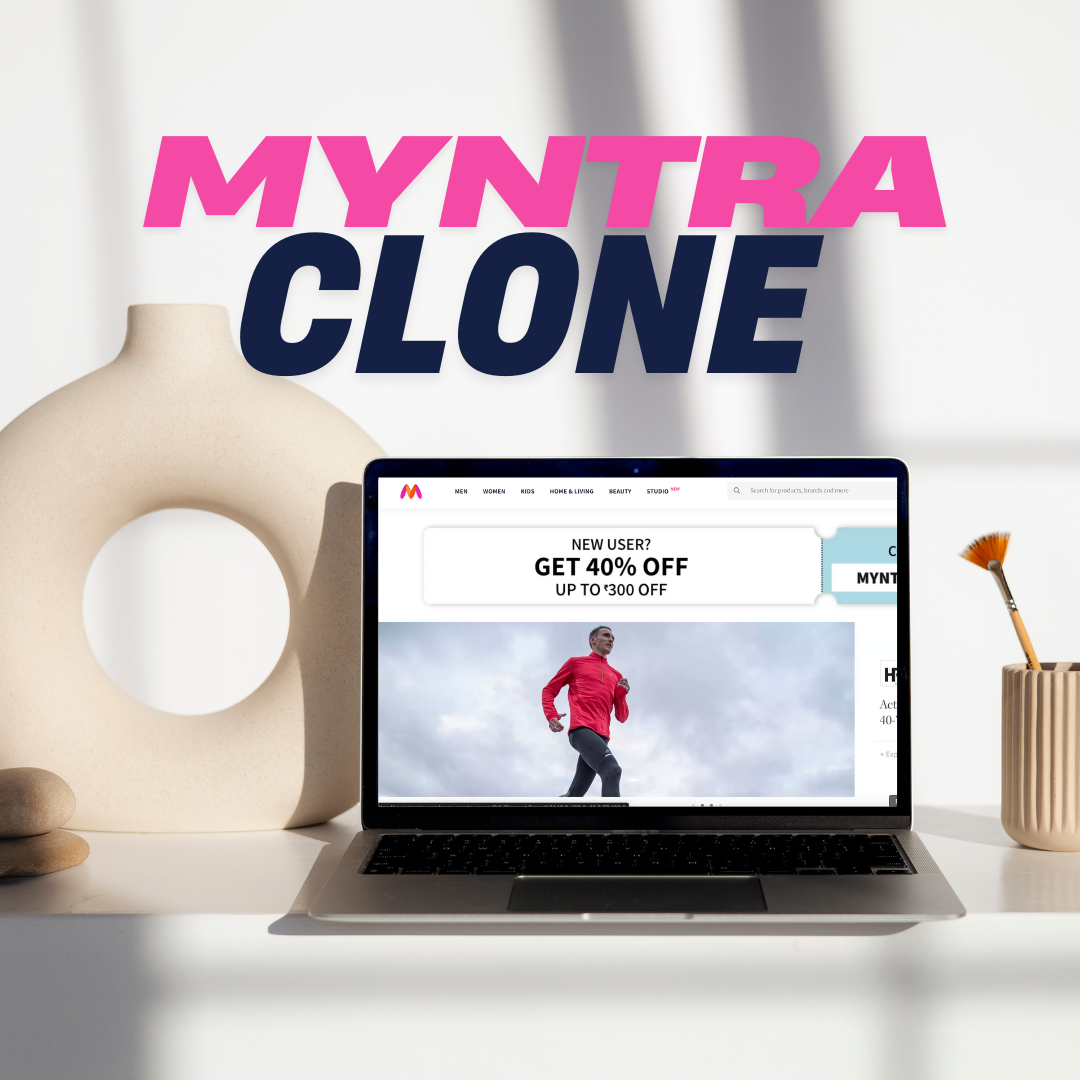 MYNTRA
CLONE
MEN WOMEN KIDS HOME & LIVING BEAUTY STUDIO NEW
Search for products, brands and more
NEW USER?
GET 40% OFF
UP TO ₹300 OFF
C
MYNT
Act
40-
+ Exp